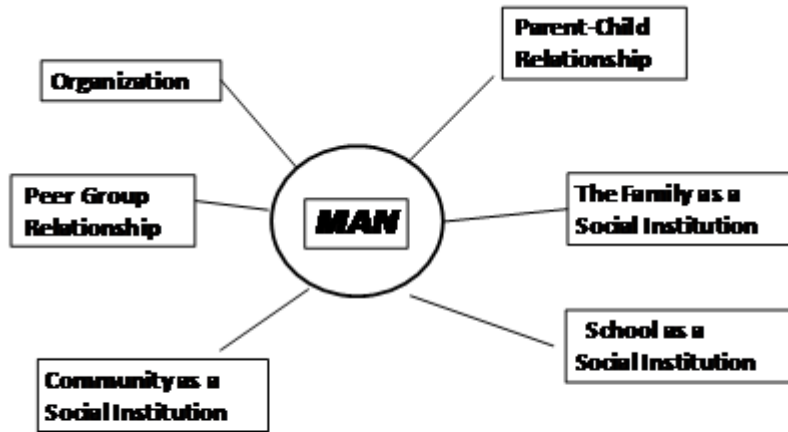 Parent-Child
Relationship
Organization
Peer Group
Relationship
MAN
The Family as a
Social Institution
School as a
Social Institution
Community as a
Social Institution